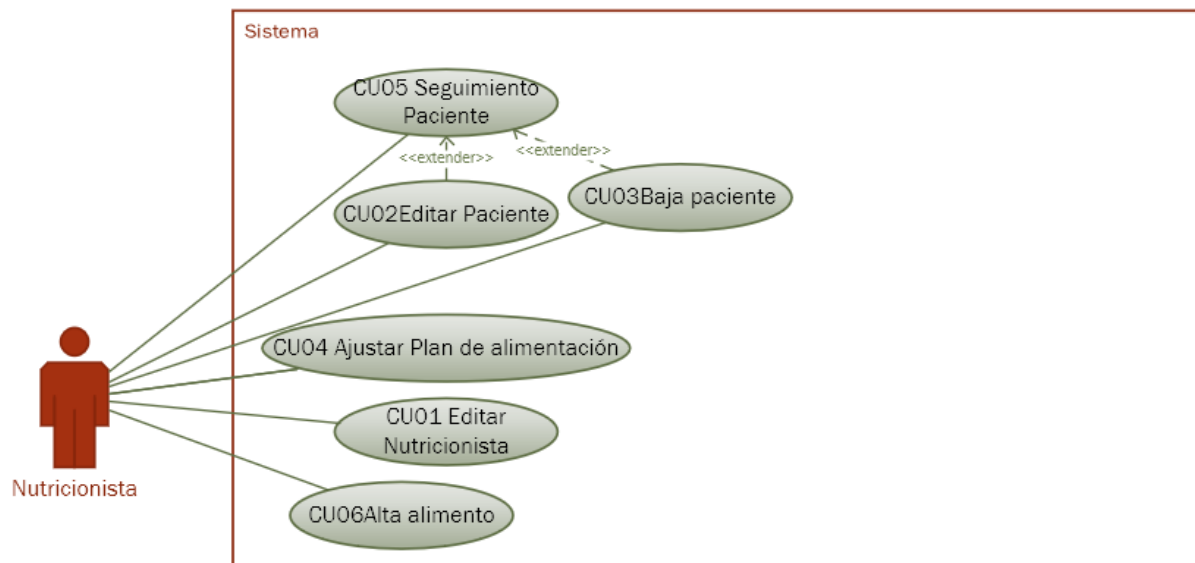 Sistema
CU05 Seguimiento
Paciente
<<extender>>
<<extender>>
CU02Editar Paciente
CU03Baja paciente
CU04 Ajustar Plan de alimentación
CU01 Editar
Nutricionista
CU06Alta alimento
Nutricionista